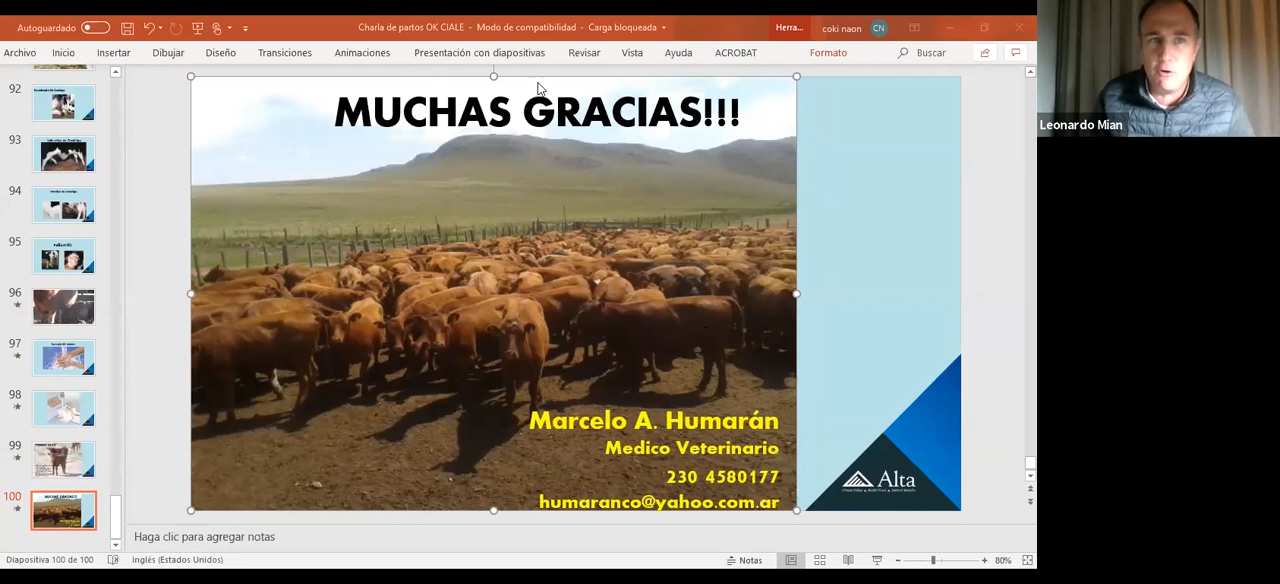 Autoguardado
Charla de partos OK CIALE - Modo de compatibilidad - Carga bloqueada
Herra...
coki naon
CN
Archivo Inicio Insertar Dibujar Diseño Transiciones Animaciones Presentación con diapositivas Revisar Vista Ayuda ACROBAT Formato Buscar
Leonardo Mian
92
93
94
95
96
97
98
99
100
MUCHAS GRACIAS!!!
Marcelo A. Humarán
Medico Veterinario
230 4580177
humaranco@yahoo.com.ar
Alta
Haga clic para agregar notas
Diapositiva 100 de 100 Inglés (Estados Unidos) Notas 80%